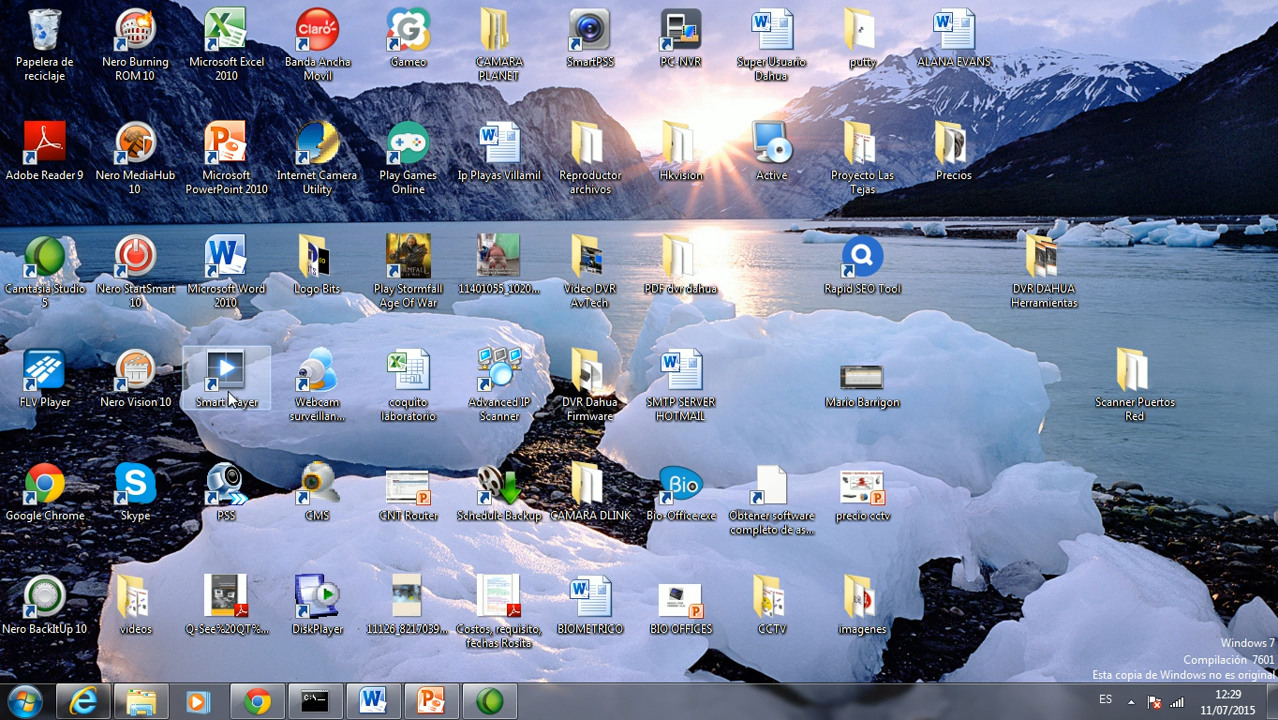 Papelera de reciclaje
Nero Burning ROM 10
Microsoft Excel 2010
Claro
Banda Ancha Móvil
Gameo
CAMARA PLANET
SmartPSS
PC-NVR
Super Usuario Dahua
putty
ALANA EVANS
Adobe Reader 9
Nero MediaHub 10
Microsoft PowerPoint 2010
Internet Camera Utility
Play Games Online
Ip Playas Villamil
Reproductor archivos
Hkvision
Active
Proyecto Las Tejas
Precios
Camtasia Studio 5
Nero StartSmart 10
Microsoft Word 2010
Logo Bits
Play Stormfall Age Of War
11401055_1020...
Video DVR AvTech
PDF dvr dahua
Rapid SEO Tool
DVR DAHUA Herramientas
FLV Player
Nero Vision 10
Smart Player
Webcam surveillan...
coquito laboratorio
Advanced IP Scanner
DVR Dahua Firmware
SMTP SERVER HOTMAIL
Mario Barrigon
Scanner Puertos Red
Google Chrome
Skype
PSS
CMS
CNT Router
Schedule Backup
CAMARA DLINK
Bio
Bio-Office.exe
Obtener software completo de as...
precio cctv
Nero BackItUp 10
videos
Q-See%20QT%...
DiskPlayer
11126_8217039...
Costos, requisito, fechas Rosita
BIOMETRICO
BIO OFFICES
CCTV
imagenes
Windows 7
Compilación 7601
Esta copia de Windows no es original
ES
12:29
11/07/2015